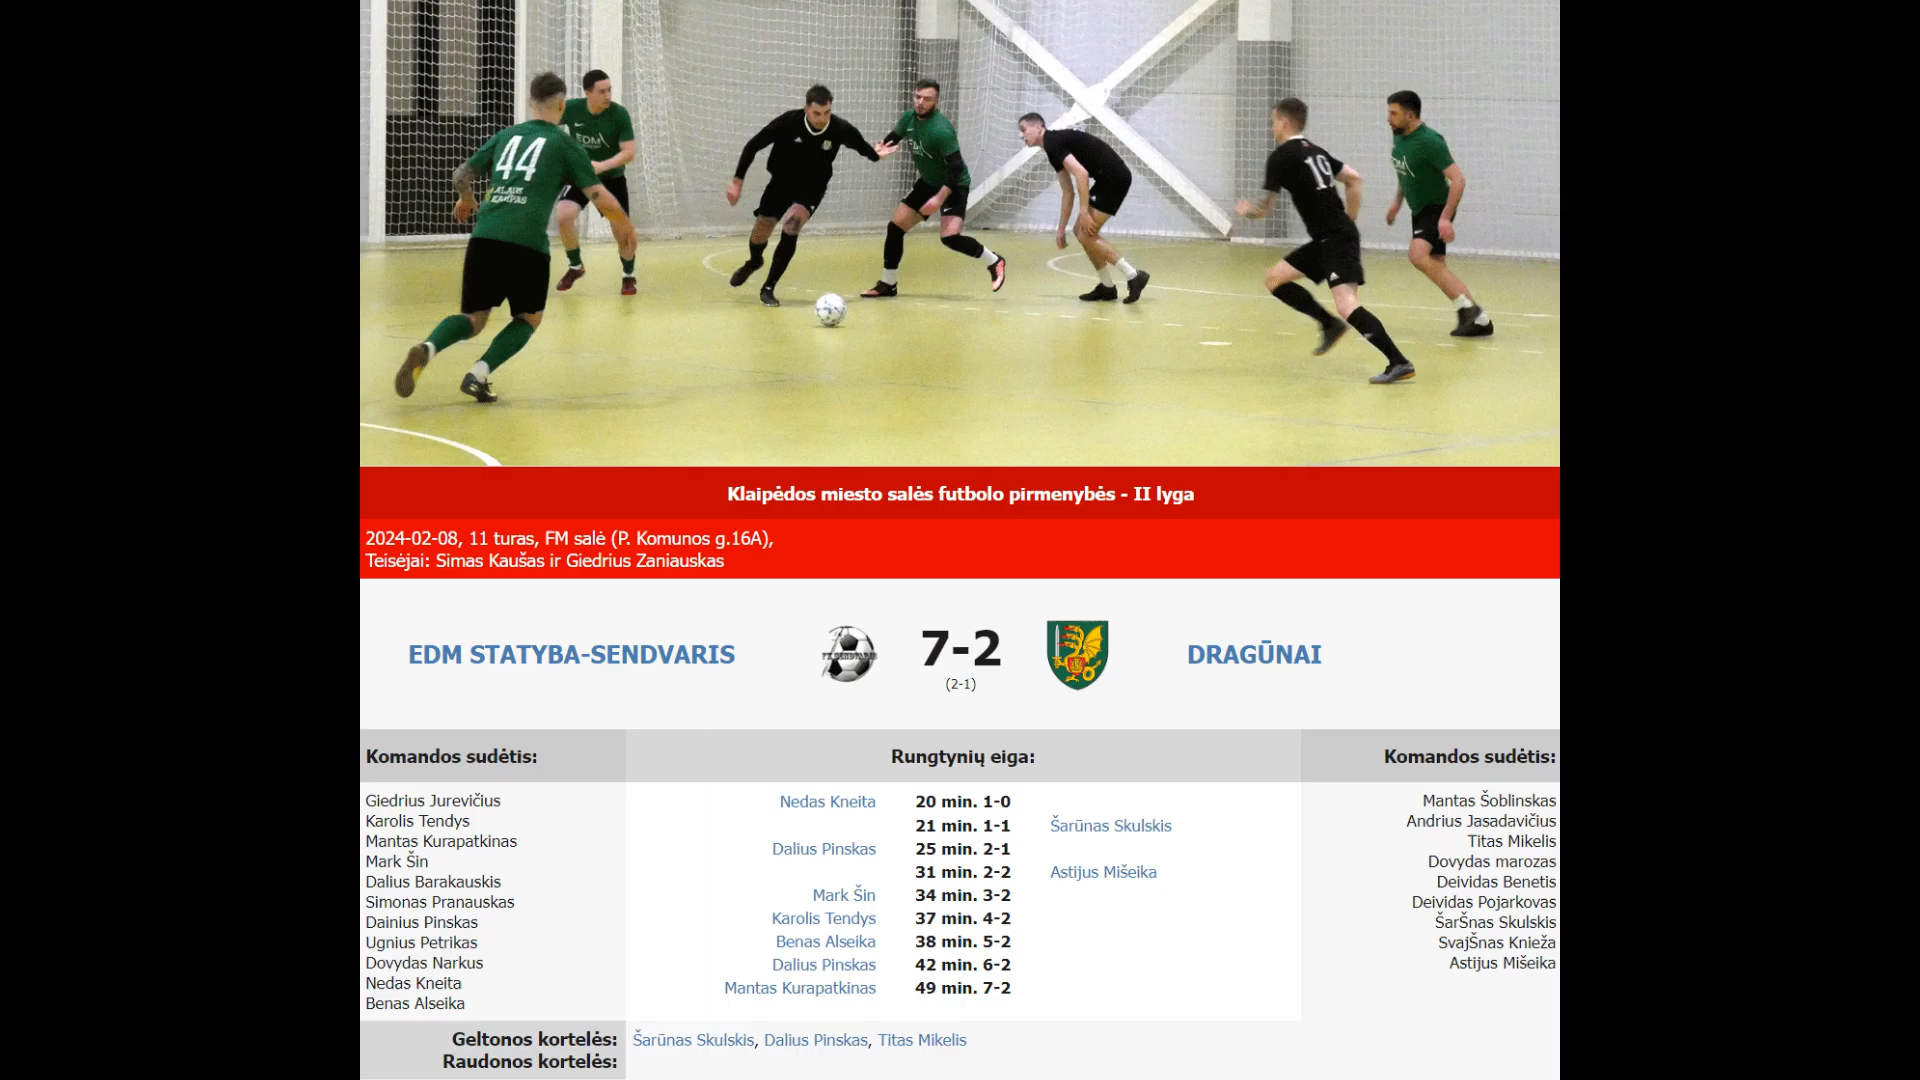 44
EDM
19
Klaipėdos miesto salės futbolo pirmenybės - II lyga
2024-02-08, 11 turas, FM salė (P. Komunos g.16A),
Teisėjai: Simas Kaušas ir Giedrius Zaniauskas
EDM STATYBA-SENDVARIS
7-2
DRAGŪNAI
(2-1)
Komandos sudėtis:
Rungtynių eiga:
Komandos sudėtis:
Giedrius Jurevičius
Karolis Tendys
Mantas Kurapatkinas
Mark Šin
Dalius Barakauskis
Simonas Pranauskas
Dainius Pinskas
Ugnius Petrikas
Dovydas Narkus
Nedas Kneita
Benas Alseika
Nedas Kneita 20 min. 1-0
21 min. 1-1 Šarūnas Skulskis
Dalius Pinskas 25 min. 2-1
31 min. 2-2 Astijus Mišeika
Mark Šin 34 min. 3-2
Karolis Tendys 37 min. 4-2
Benas Alseika 38 min. 5-2
Dalius Pinskas 42 min. 6-2
Mantas Kurapatkinas 49 min. 7-2
Mantas Šoblinskas
Andrius Jasadavičius
Titas Mikelis
Dovydas marozas
Deividas Benetis
Deividas Pojarkovas
ŠarŠnas Skulskis
SvajŠnas Knieža
Astijus Mišeika
Geltonos kortelės: Šarūnas Skulskis, Dalius Pinskas, Titas Mikelis
Raudonos kortelės: